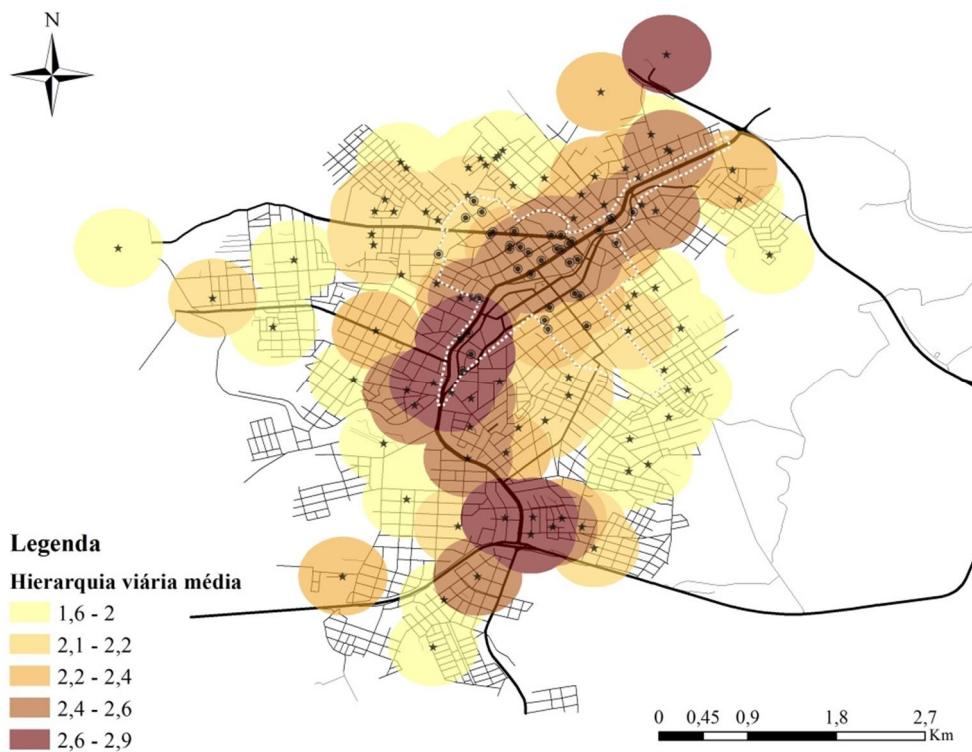 N
Legenda
Hierarquia viária média
1,6 - 2
2,1 - 2,2
2,2 - 2,4
2,4 - 2,6
2,6 - 2,9
0 0,45 0,9 1,8 2,7
Km